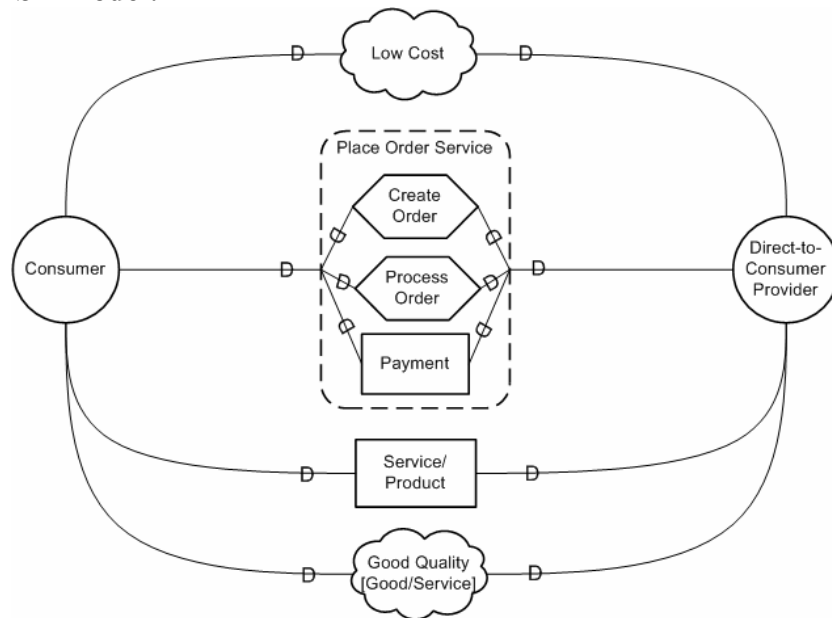 Low Cost
Place Order Service
Create
Order
Consumer
Process
Order
Direct-to-
Consumer
Provider
Payment
Service/
Product
Good Quality
[Good/Service]